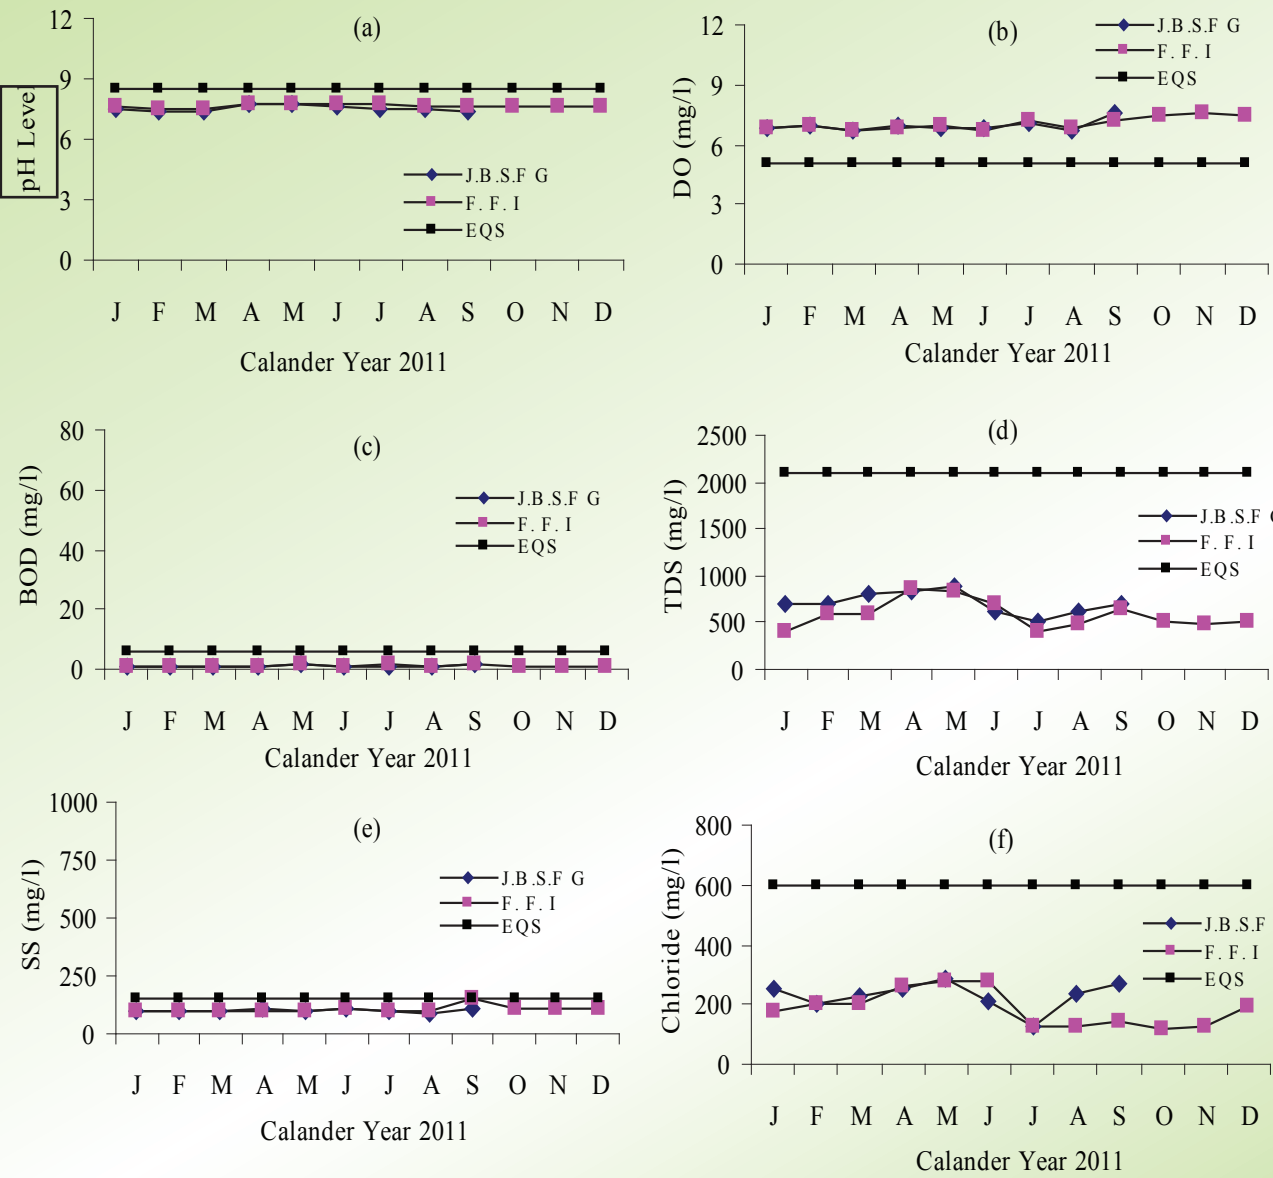 (a)
12
9
6
3
0
pH Level
J.B.S.F G
F. F. I
EQS
J F M A M J J A S O N D
Calander Year 2011
(b)
12
9
6
3
0
DO (mg/l)
J.B.S.F G
F. F. I
EQS
J F M A M J J A S O N D
Calander Year 2011
(c)
80
60
40
20
0
BOD (mg/l)
J.B.S.F G
F. F. I
EQS
J F M A M J J A S O N D
Calander Year 2011
(d)
2500
2000
1500
1000
500
0
TDS (mg/l)
J.B.S.F
F. F. I
EQS
J F M A M J J A S O N D
Calander Year 2011
(e)
1000
750
500
250
0
SS (mg/l)
J.B.S.F G
F. F. I
EQS
J F M A M J J A S O N D
Calander Year 2011
(f)
800
600
400
200
0
Chloride (mg/l)
J.B.S.F
F. F. I
EQS
J F M A M J J A S O N D
Calander Year 2011